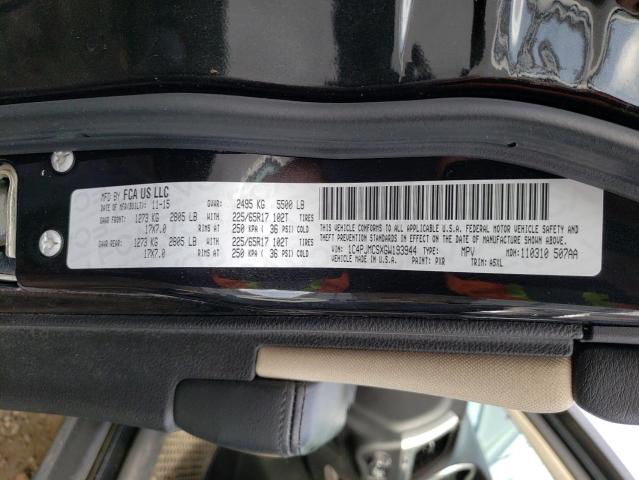 MFD BY FCA US LLC
DATE OF MFG/BUILT: 11-15 GVWR: 2495 KG 5500 LB
GAWR FRONT: 1273 KG 2805 LB WITH 225/65R17 102T TIRES
17X7.0 RIMS AT 250 KPA ( 36 PSI) COLD
GAWR REAR: 1273 KG 2805 LB WITH 225/65R17 102T TIRES
17X7.0 RIMS AT 250 KPA ( 36 PSI) COLD
THIS VEHICLE CONFORMS TO ALL APPLICABLE U.S.A. FEDERAL MOTOR VEHICLE SAFETY
BUMPER, AND THEFT PREVENTION STANDARDS IN EFFECT ON THE DATE OF MANUFACTURE SHOWN ABOVE.
VIN: 1C4PJMCSXGW193944 TYPE: MPV MDH: 110310 507AA
VEHICLE MADE IN U.S.A. PAINT: PXR TRIM: A5XL